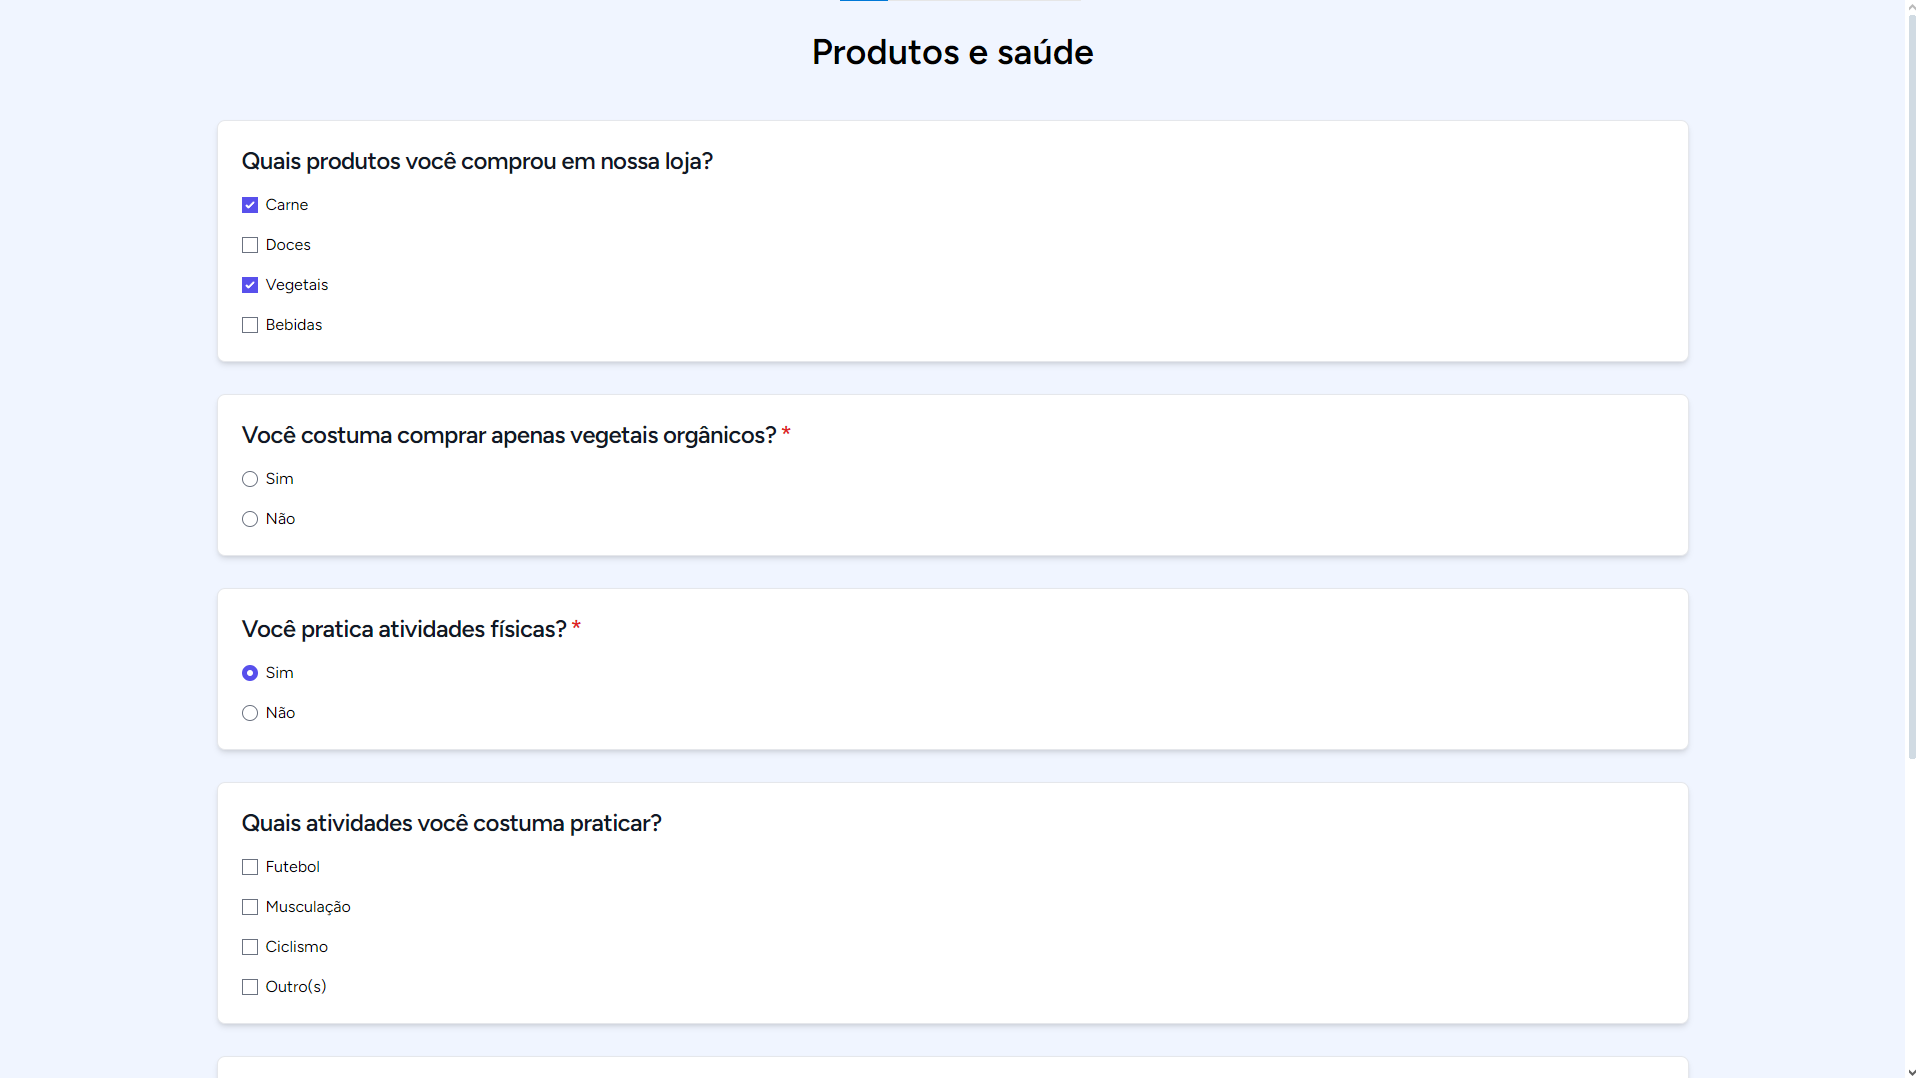 Produtos e saúde
Quais produtos você comprou em nossa loja?
Carne
Doces
Vegetais
Bebidas
Você costuma comprar apenas vegetais orgânicos? *
Sim
Não
Você pratica atividades físicas? *
Sim
Não
Quais atividades você costuma praticar?
Futebol
Musculação
Ciclismo
Outro(s)